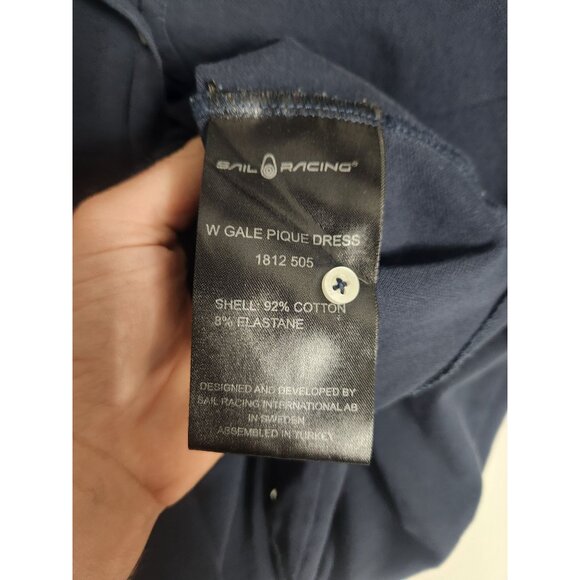 SAIL RACING®
W GALE PIQUE DRESS
1812 505
SHELL: 92% COTTON
8% ELASTANE
DESIGNED AND DEVELOPED BY
SAIL RACING INTERNATIONAL AB
IN SWEDEN
ASSEMBLED IN TURKEY